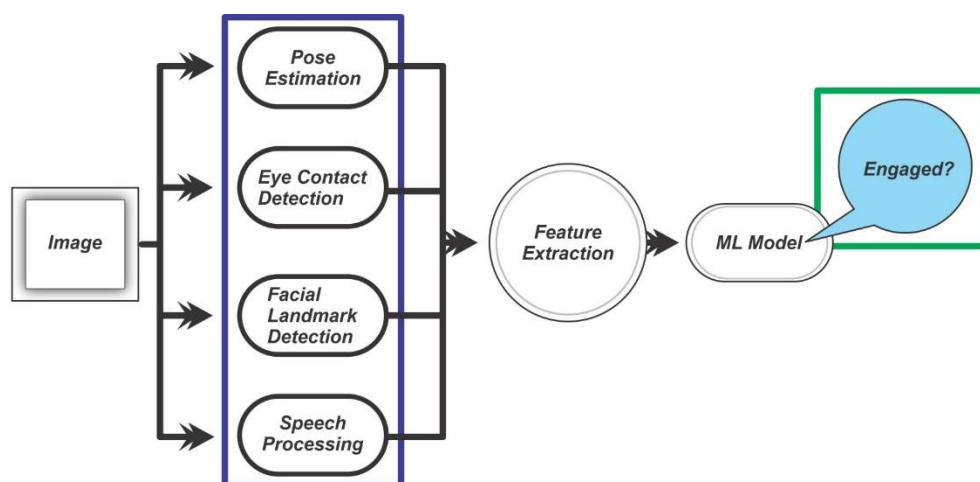 Image
Pose
Estimation
Eye Contact
Detection
Facial
Landmark
Detection
Speech
Processing
Feature
Extraction
ML Model
Engaged?